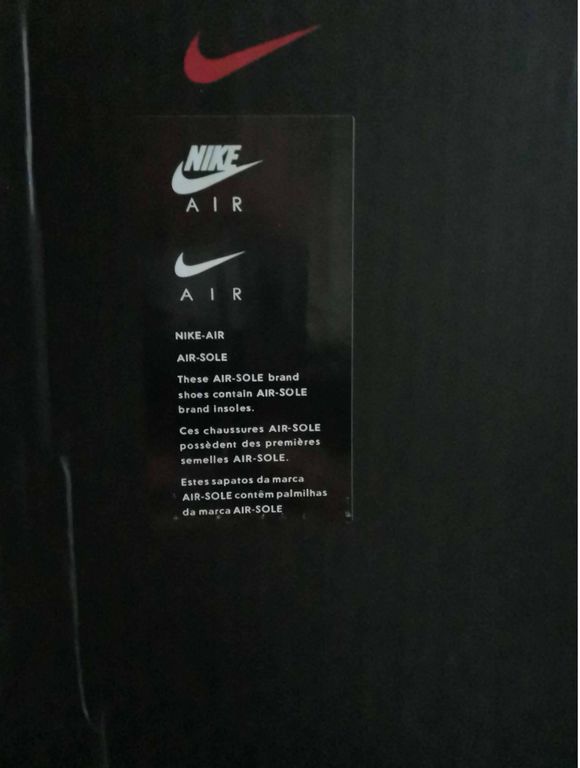 NIKE
AIR
AIR
NIKE-AIR
AIR-SOLE
These AIR-SOLE brand
shoes contain AIR-SOLE
brand insoles.
Ces chaussures AIR-SOLE
possèdent des premières
semelles AIR-SOLE.
Estes sapatos da marca
AIR-SOLE contêm palmilhas
da marca AIR-SOLE